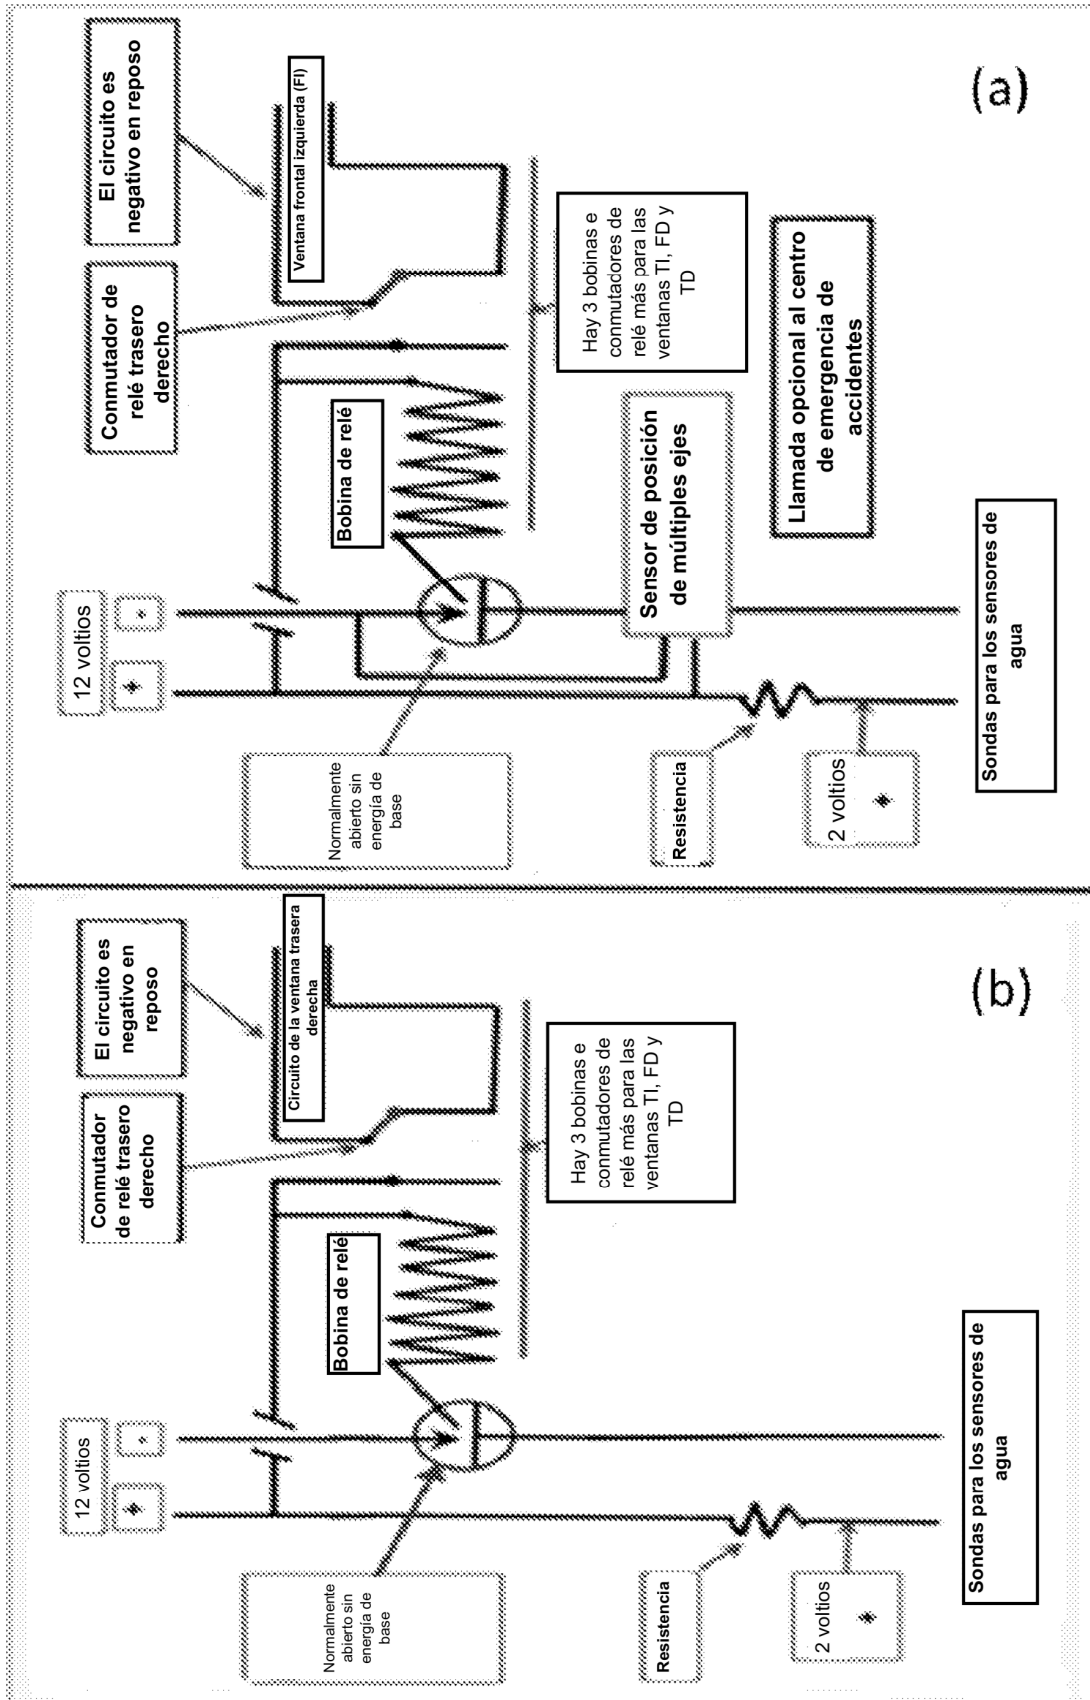 12 voltios
+
-
El circuito es
negativo en reposo
Conmutador de
relé trasero
derecho
Ventana frontal izquierda (FI)
Bobina de relé
Normalmente
abierto sin
energía de
base
Hay 3 bobinas e
conmutadores de
relé más para las
ventanas TI, FD y
TD
Sensor de posición
de múltiples ejes
Llamada opcional al centro
de emergencia de
accidentes
Resistencia
2 voltios
+
Sondas para los sensores de
agua
(a)
12 voltios
+
-
El circuito es
negativo en
reposo
Conmutador
de relé trasero
derecho
Circuito de la ventana trasera
derecha
Bobina de relé
Normalmente
abierto sin
energía de
base
Hay 3 bobinas e
conmutadores de
relé más para las
ventanas TI, FD y
TD
Resistencia
2 voltios
+
Sondas para los sensores de
agua
(b)